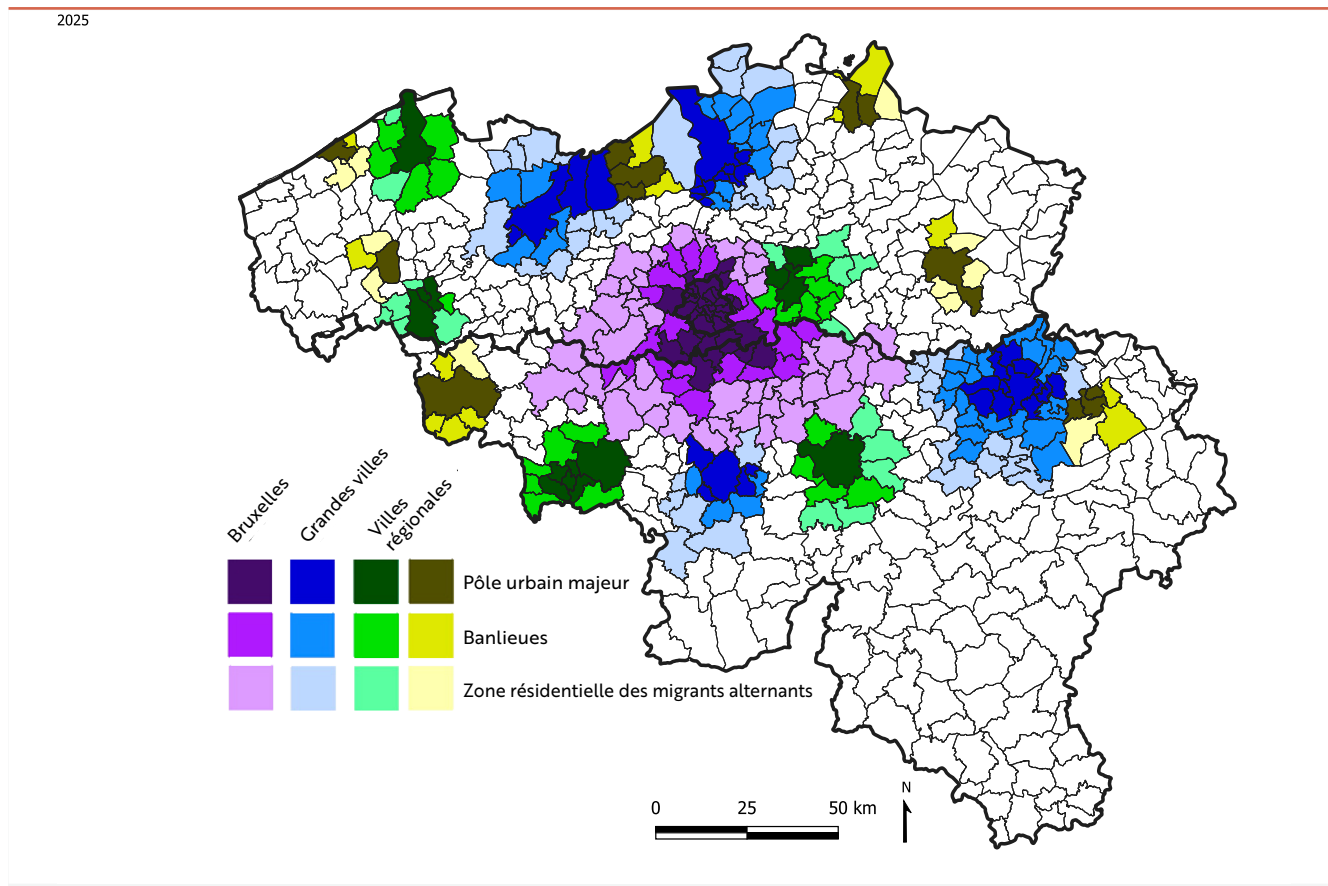 2025
Bruxelles
Grandes villes
Villes
régionales
Pôle urbain majeur
Banlieues
Zone résidentielle des migrants alternants
0 25 50 km
N